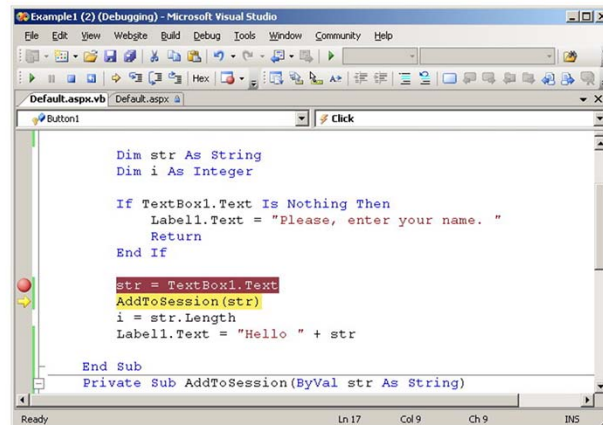 Example1 (2) (Debugging) - Microsoft Visual Studio
File Edit View Website Build Debug Tools Window Community Help
Hex
Default.aspx.vb Default.aspx
Button1 Click
Dim str As String
Dim i As Integer
If TextBox1.Text Is Nothing Then
Label1.Text = "Please, enter your name. "
Return
End If
str = TextBox1.Text
AddToSession(str)
i = str.Length
Label1.Text = "Hello " + str
End Sub
Private Sub AddToSession(ByVal str As String)
Ready Ln 17 Col 9 Ch 9 INS